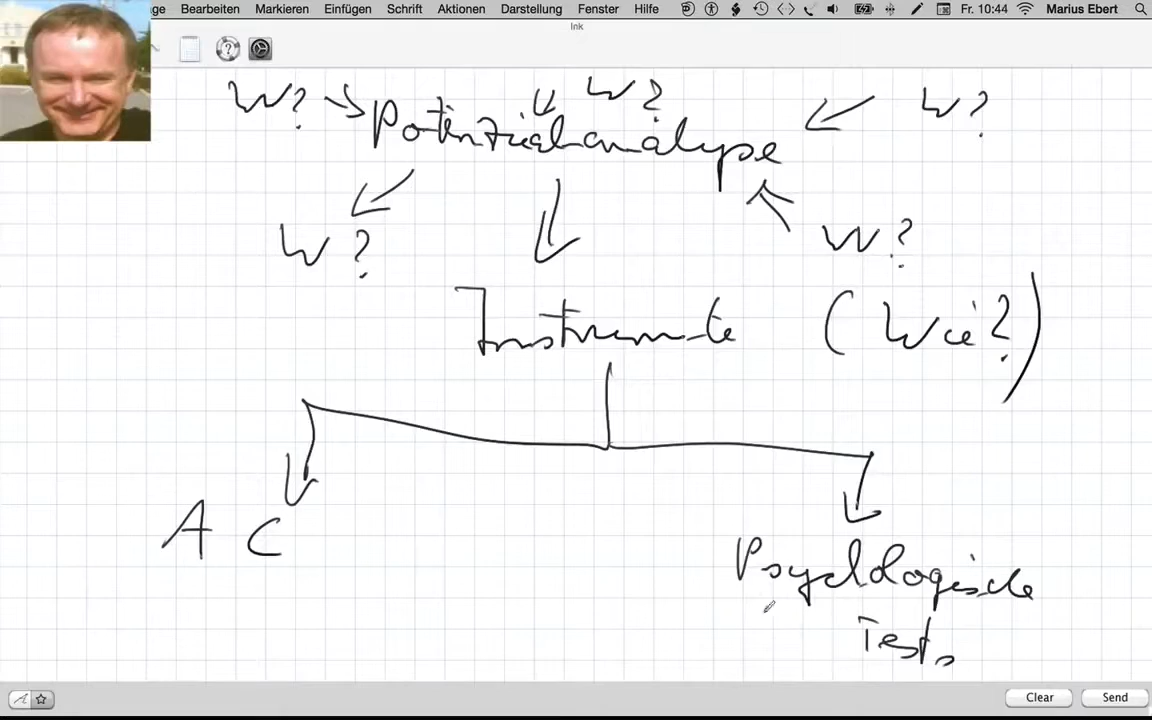 ge Bearbeiten Markieren Einfügen Schrift Aktionen Darstellung Fenster Hilfe Fr. 10:44 Marius Ebert
Ink
W? W? W?
Potentialanalyse
W? W?
Instrumente (Wie?)
A C
Psychologische
Tests
Clear Send